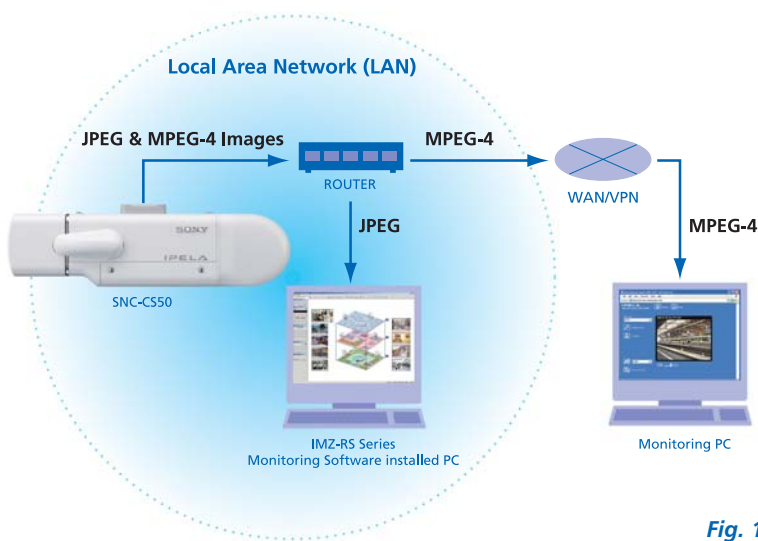 Local Area Network (LAN)
JPEG & MPEG-4 Images
MPEG-4
ROUTER
WAN/VPN
SONY
IPELA
JPEG
MPEG-4
SNC-CS50
IMZ-RS Series
Monitoring Software installed PC
Monitoring PC
Fig. 1